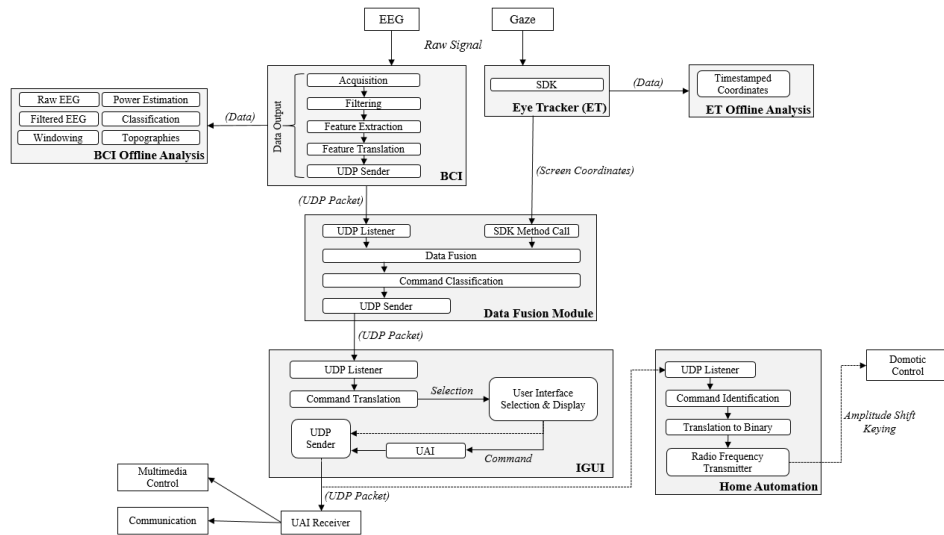 EEG
Gaze
Raw Signal
Acquisition
Filtering
Feature Extraction
Feature Translation
UDP Sender
Data Output
BCI
SDK
Eye Tracker (ET)
(Data)
Timestamped
Coordinates
ET Offline Analysis
(Data)
Raw EEG
Power Estimation
Filtered EEG
Classification
Windowing
Topographies
BCI Offline Analysis
(UDP Packet)
(Screen Coordinates)
UDP Listener
SDK Method Call
Data Fusion
Command Classification
UDP Sender
Data Fusion Module
(UDP Packet)
UDP Listener
Command Translation
Selection
User Interface
Selection & Display
UDP
Sender
UAI
Command
IGUI
UDP Listener
Command Identification
Translation to Binary
Radio Frequency
Transmitter
Home Automation
Domotic
Control
Amplitude Shift
Keying
(UDP Packet)
Multimedia
Control
Communication
UAI Receiver